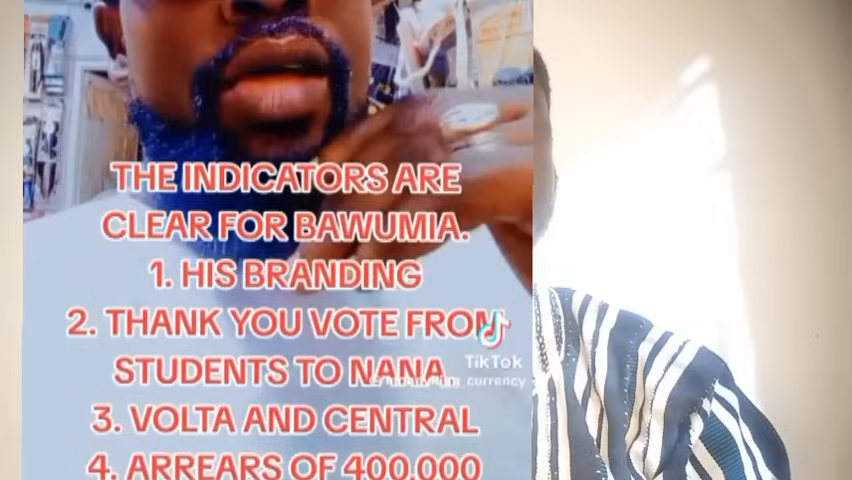 THE INDICATORS ARE
CLEAR FOR BAWUMIA.
1. HIS BRANDING
2. THANK YOU VOTE FROM
STUDENTS TO NANA
TikTok
currency
3. VOLTA AND CENTRAL
4. ARREARS OF 400,000